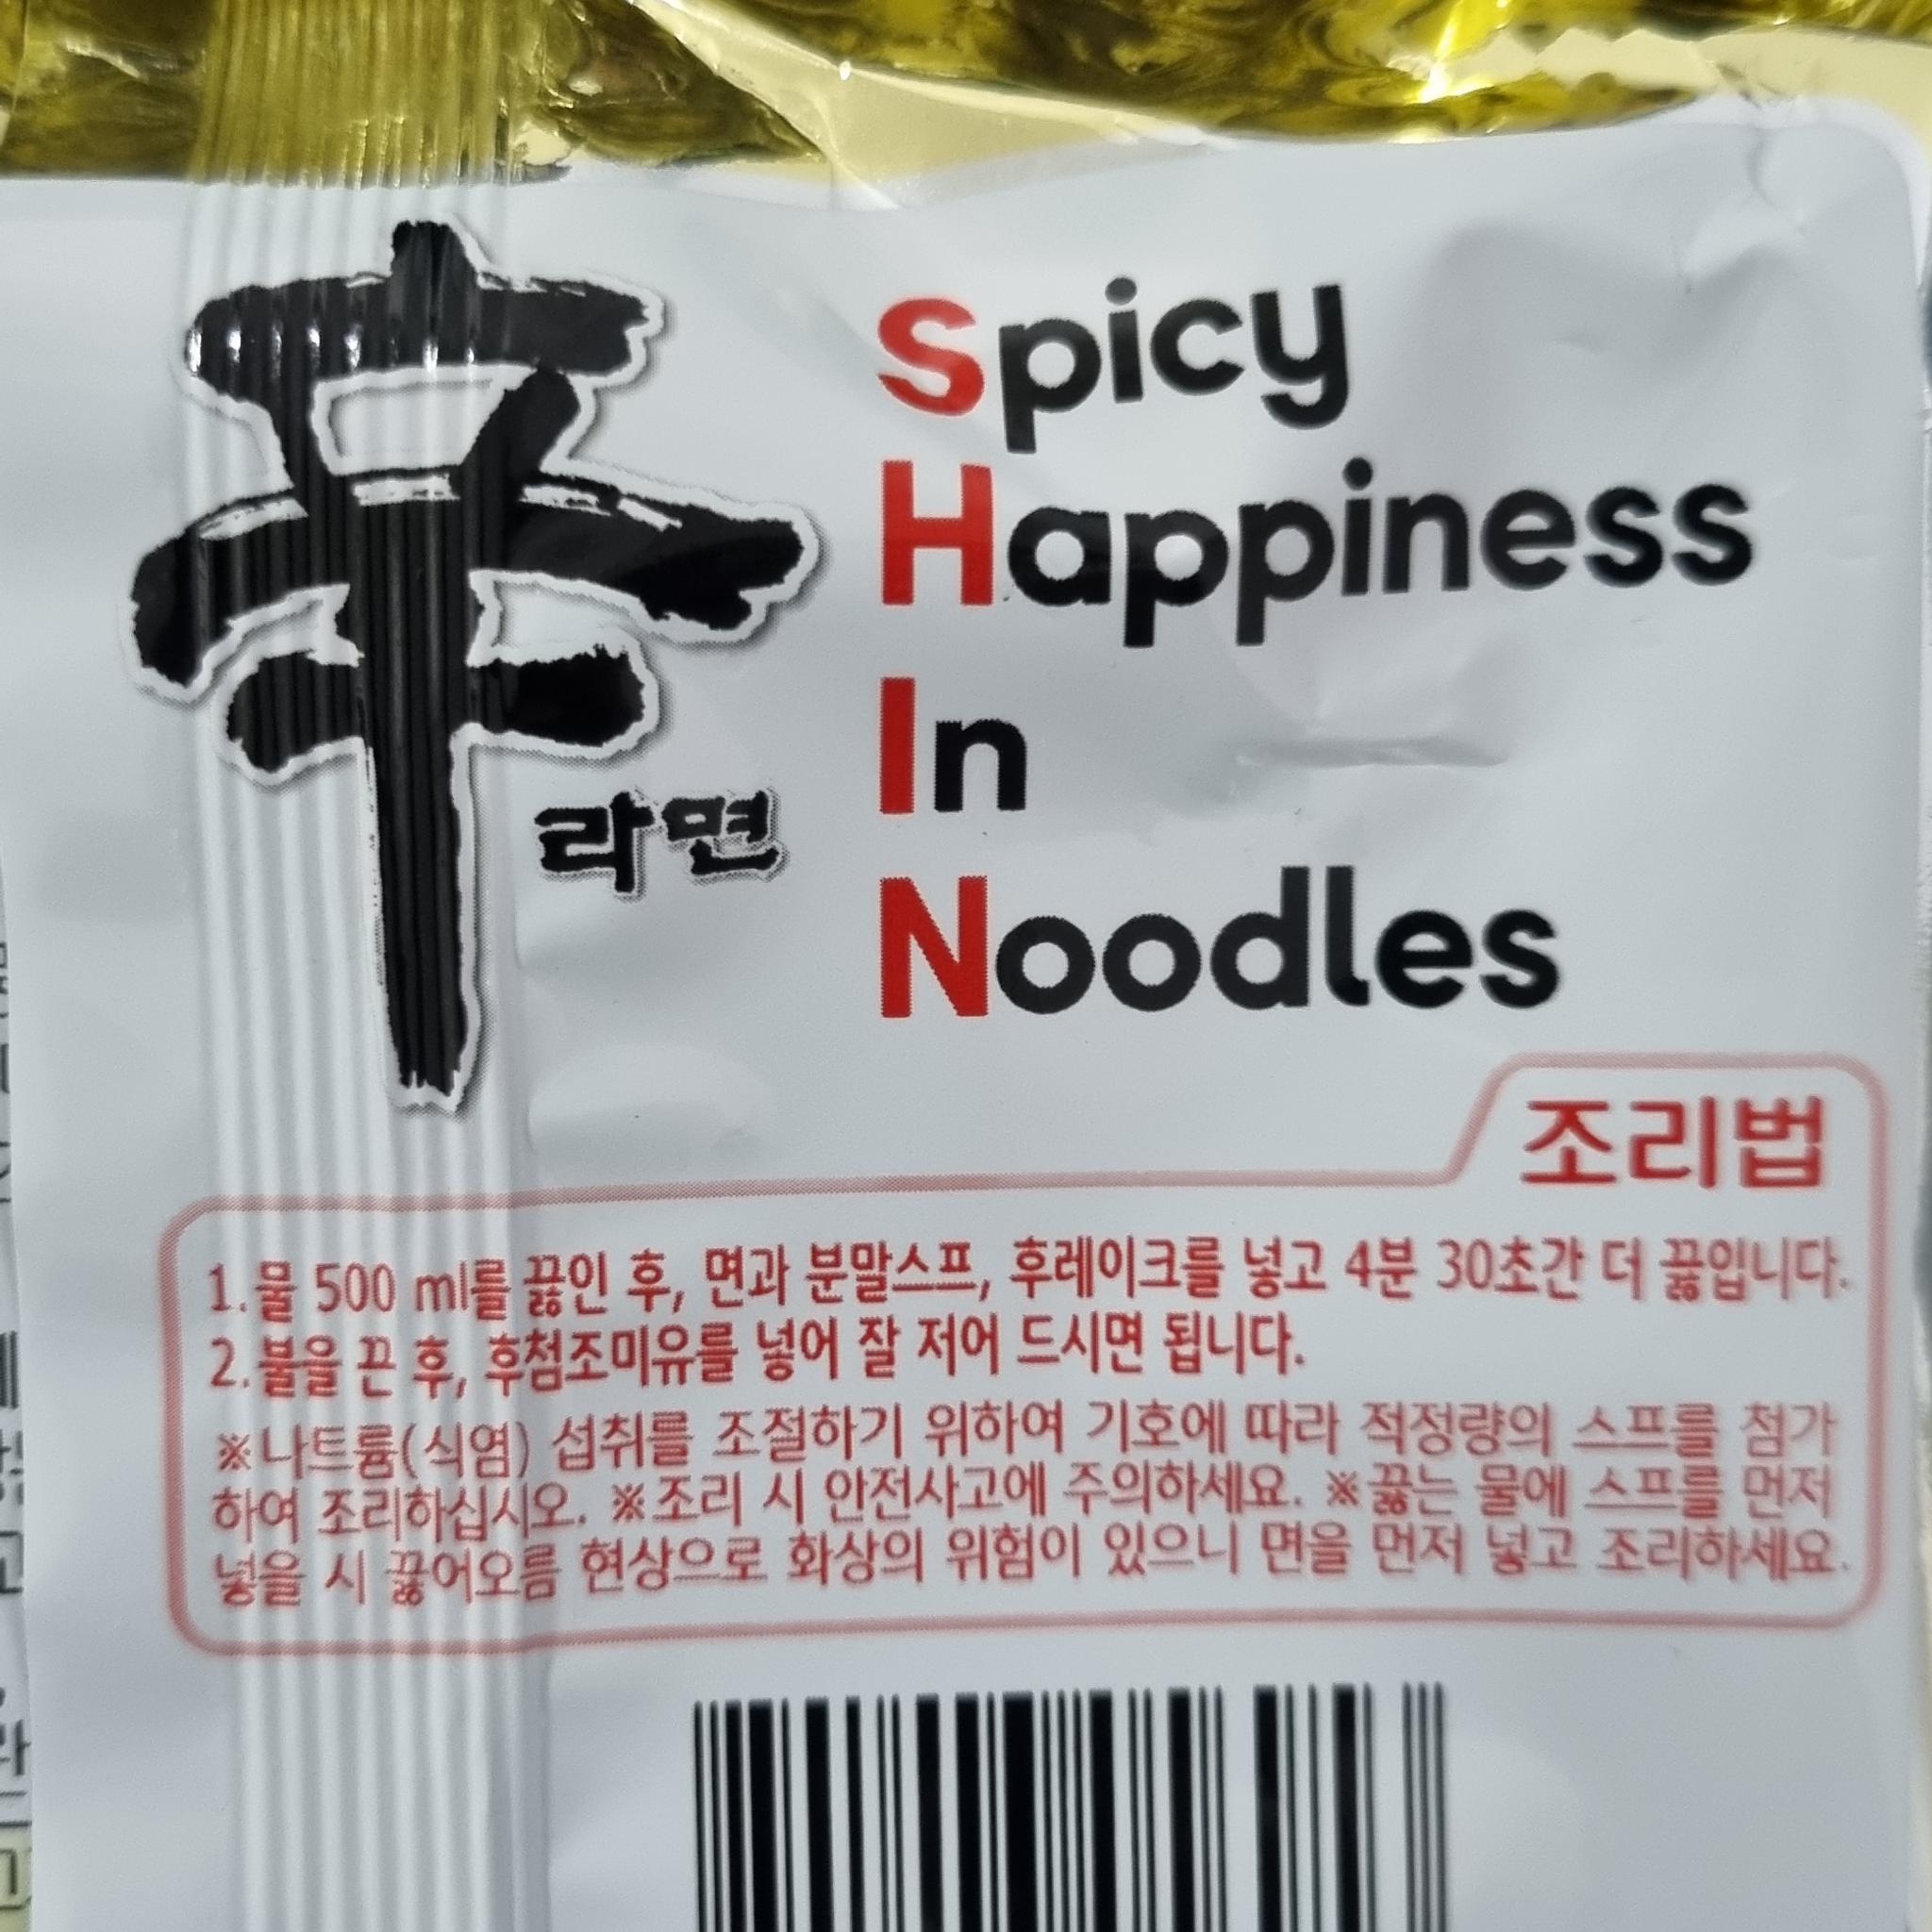 辛
라면
Spicy
Happiness
In
Noodles
조리법
1. 물 500 ml를 끓인 후, 면과 분말스프, 후레이크를 넣고 4분 30초간 더 끓입니다.
2. 불을 끈 후, 후첨조미유를 넣어 잘 저어 드시면 됩니다.
※나트륨(식염) 섭취를 조절하기 위하여 기호에 따라 적정량의 스프를 첨가
하여 조리하십시오. ※조리 시 안전사고에 주의하세요. ※끓는 물에 스프를 먼저
넣을 시 끓어오름 현상으로 화상의 위험이 있으니 면을 먼저 넣고 조리하세요.